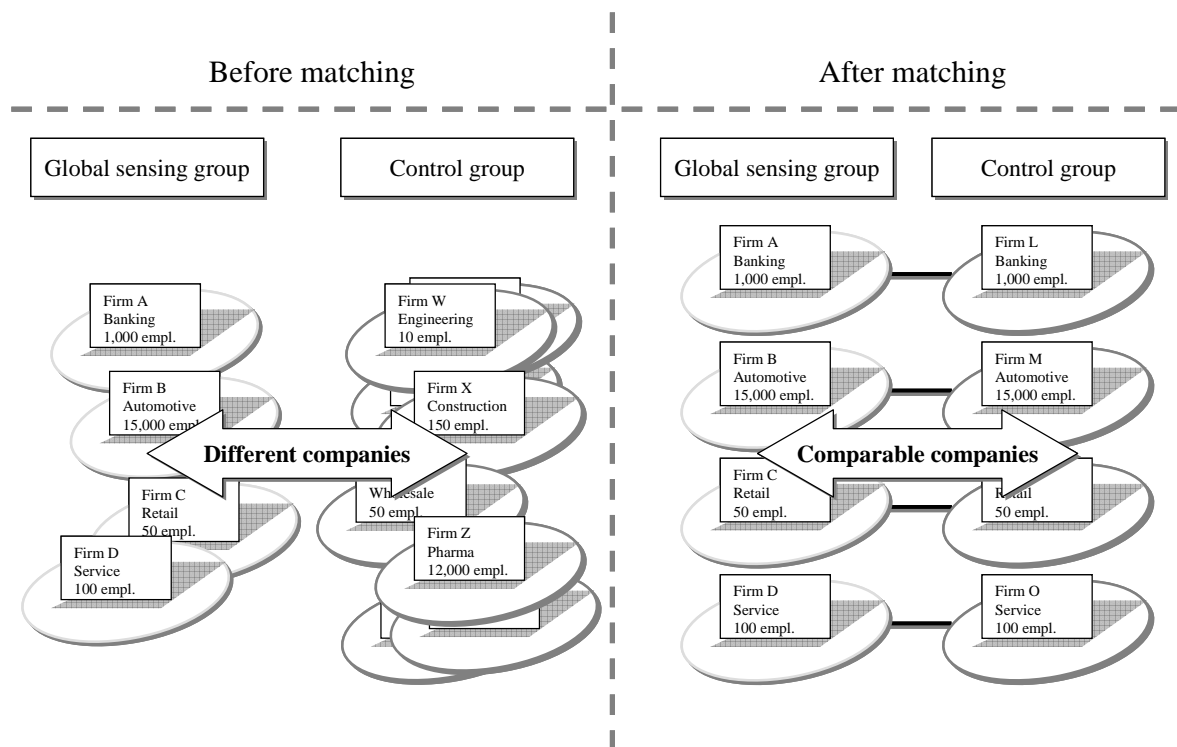 Before matching
After matching
Global sensing group
Control group
Global sensing group
Control group
Firm A
Banking
1,000 empl.
Firm B
Automotive
15,000 empl.
Firm C
Retail
50 empl.
Firm D
Service
100 empl.
Firm W
Engineering
10 empl.
Firm X
Construction
150 empl.
Wholesale
50 empl.
Firm Z
Pharma
12,000 empl.
Different companies
Firm A
Banking
1,000 empl.
Firm L
Banking
1,000 empl.
Firm B
Automotive
15,000 empl.
Firm M
Automotive
15,000 empl.
Comparable companies
Firm C
Retail
50 empl.
Retail
50 empl.
Firm D
Service
100 empl.
Firm O
Service
100 empl.